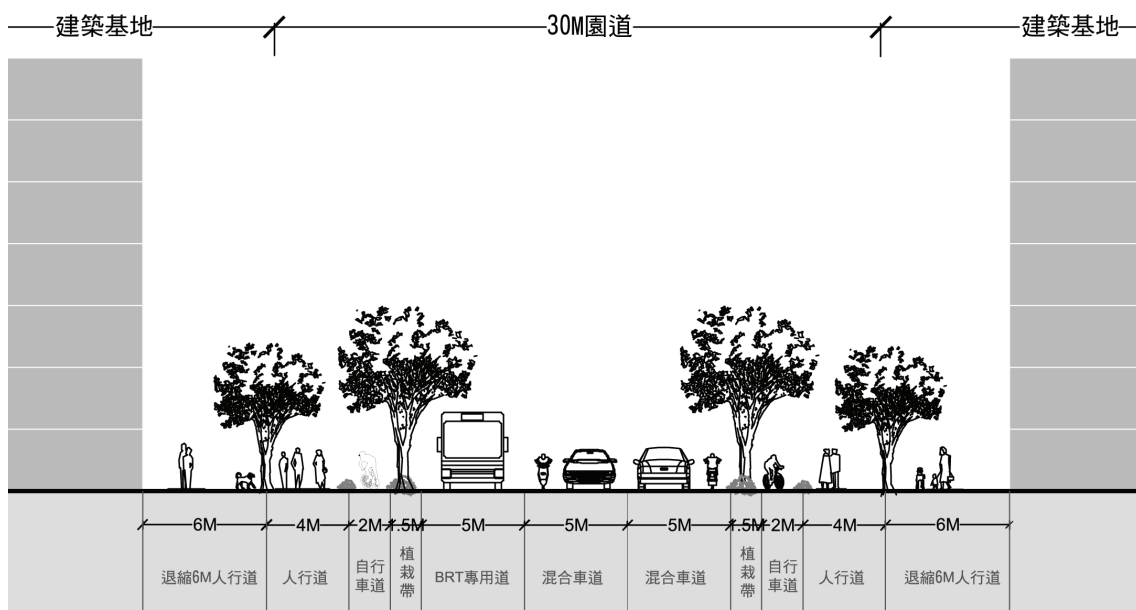 建築基地
30M園道
建築基地
6M
4M
2M
1.5M
5M
5M
5M
1.5M
2M
4M
6M
退縮6M人行道
人行道
自行
車道
植
栽
帶
BRT專用道
混合車道
混合車道
植
栽
帶
自行
車道
人行道
退縮6M人行道